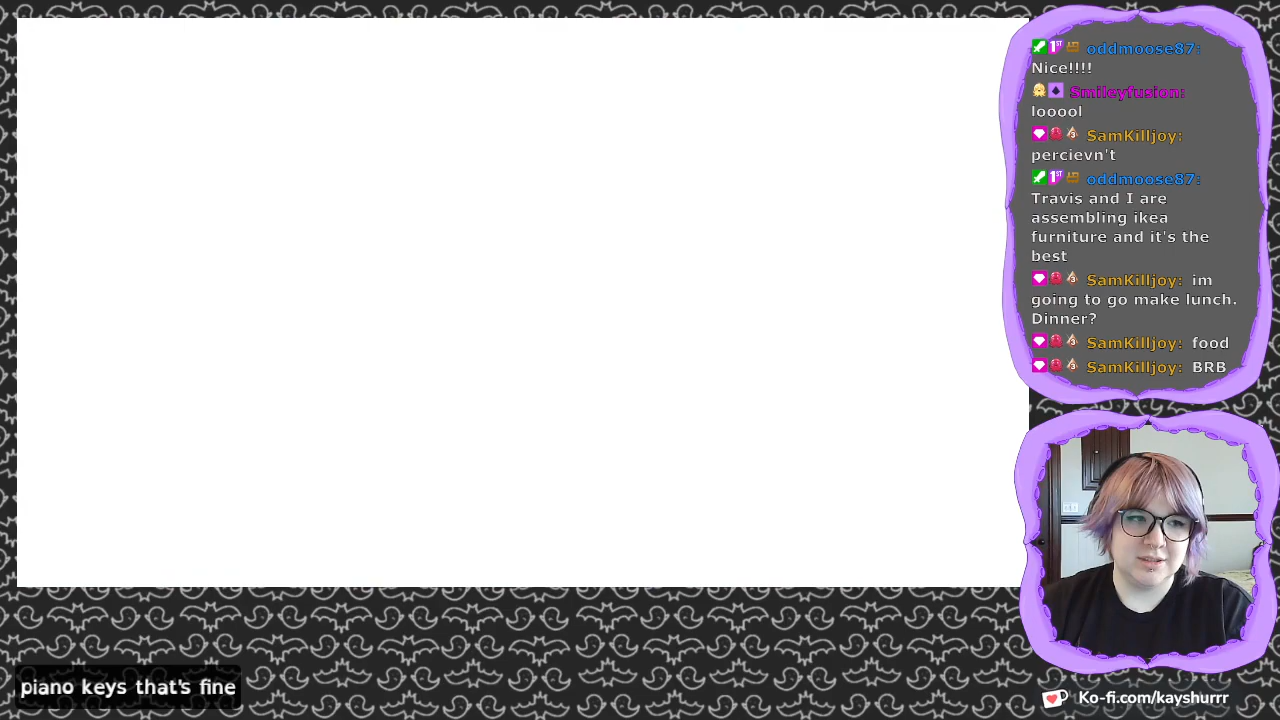 oddmoose87:
Nice!!!!
Smileyfusion:
looool
SamKilljoy:
percievn't
oddmoose87:
Travis and I are
assembling ikea
furniture and it's the
best
SamKilljoy: im
going to go make lunch.
Dinner?
SamKilljoy: food
SamKilljoy: BRB
piano keys that's fine
Ko-fi.com/kayshurrr